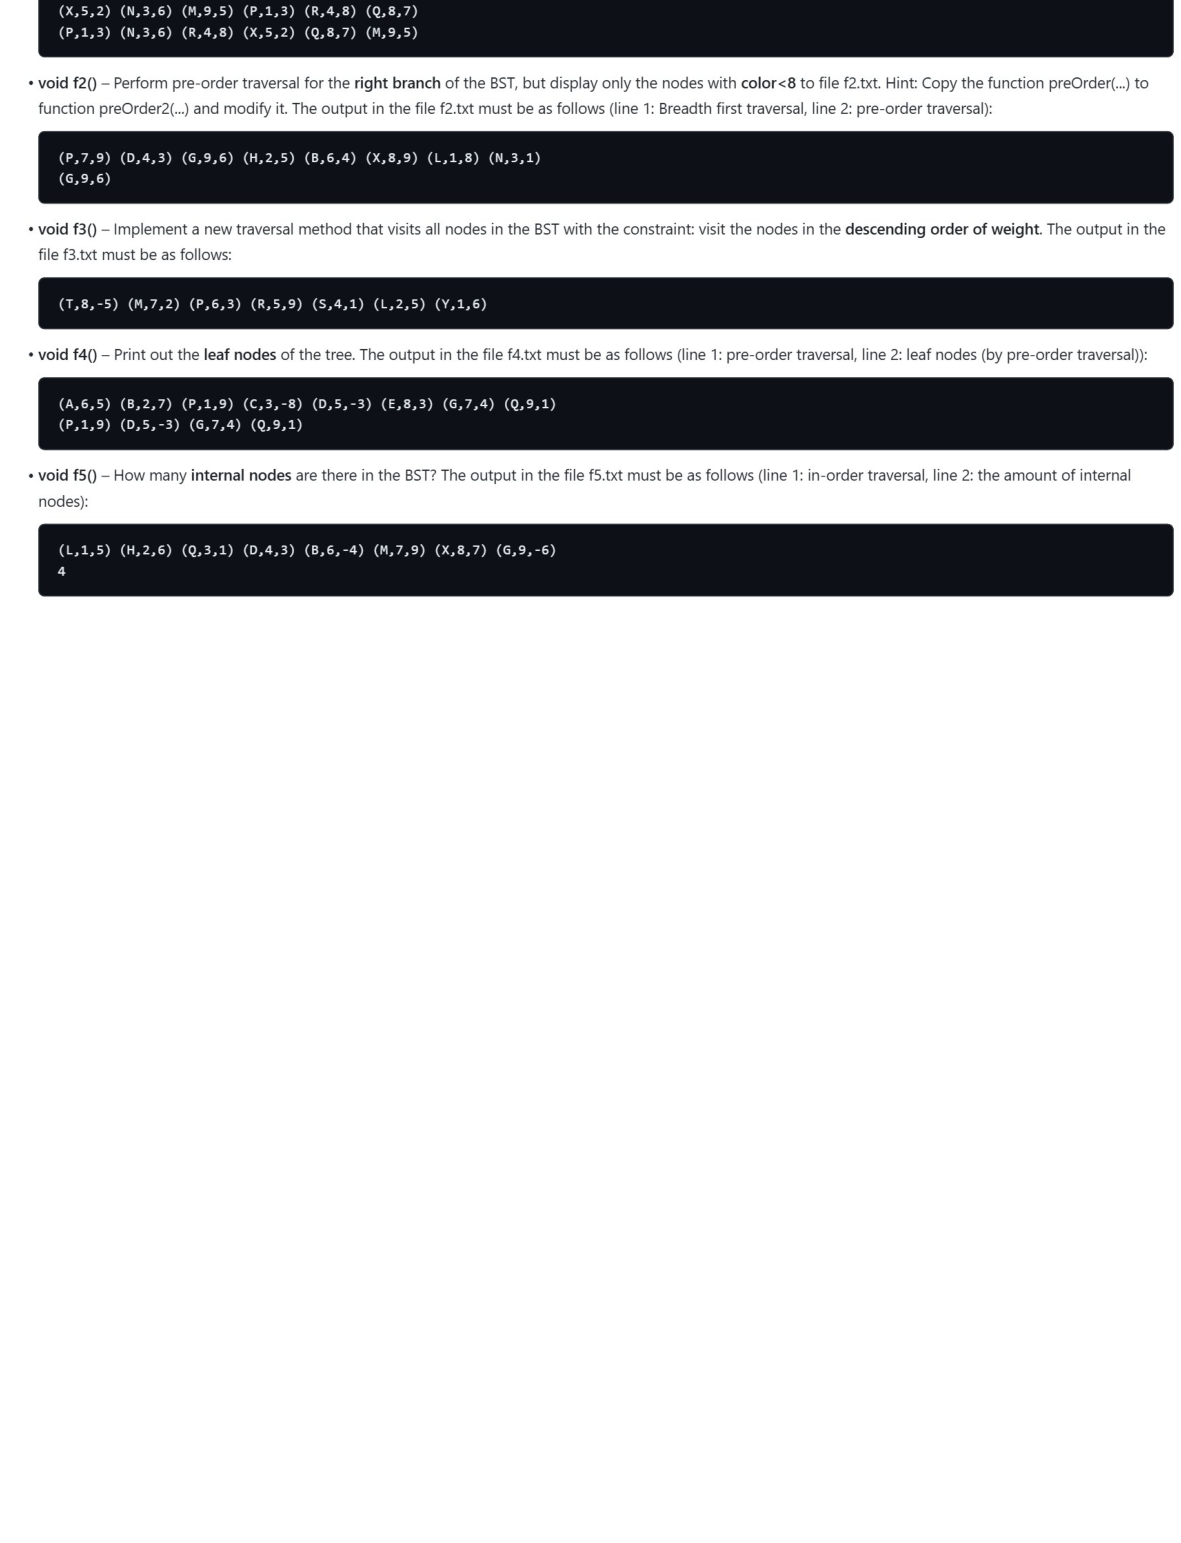 (X,5,2) (N,3,6) (M,9,5) (P,1,3) (R,4,8) (Q,8,7)
(P,1,3) (N,3,6) (R,4,8) (X,5,2) (Q,8,7) (M,9,5)
• void f2() – Perform pre-order traversal for the right branch of the BST, but display only the nodes with color<8 to file f2.txt. Hint: Copy the function preOrder(...) to
function preOrder2(...) and modify it. The output in the file f2.txt must be as follows (line 1: Breadth first traversal, line 2: pre-order traversal):
(P,7,9) (D,4,3) (G,9,6) (H,2,5) (B,6,4) (X,8,9) (L,1,8) (N,3,1)
(G,9,6)
• void f3() – Implement a new traversal method that visits all nodes in the BST with the constraint: visit the nodes in the descending order of weight. The output in the
file f3.txt must be as follows:
(T,8,-5) (M,7,2) (P,6,3) (R,5,9) (S,4,1) (L,2,5) (Y,1,6)
• void f4() – Print out the leaf nodes of the tree. The output in the file f4.txt must be as follows (line 1: pre-order traversal, line 2: leaf nodes (by pre-order traversal)):
(A,6,5) (B,2,7) (P,1,9) (C,3,-8) (D,5,-3) (E,8,3) (G,7,4) (Q,9,1)
(P,1,9) (D,5,-3) (G,7,4) (Q,9,1)
• void f5() – How many internal nodes are there in the BST? The output in the file f5.txt must be as follows (line 1: in-order traversal, line 2: the amount of internal
nodes):
(L,1,5) (H,2,6) (Q,3,1) (D,4,3) (B,6,-4) (M,7,9) (X,8,7) (G,9,-6)
4